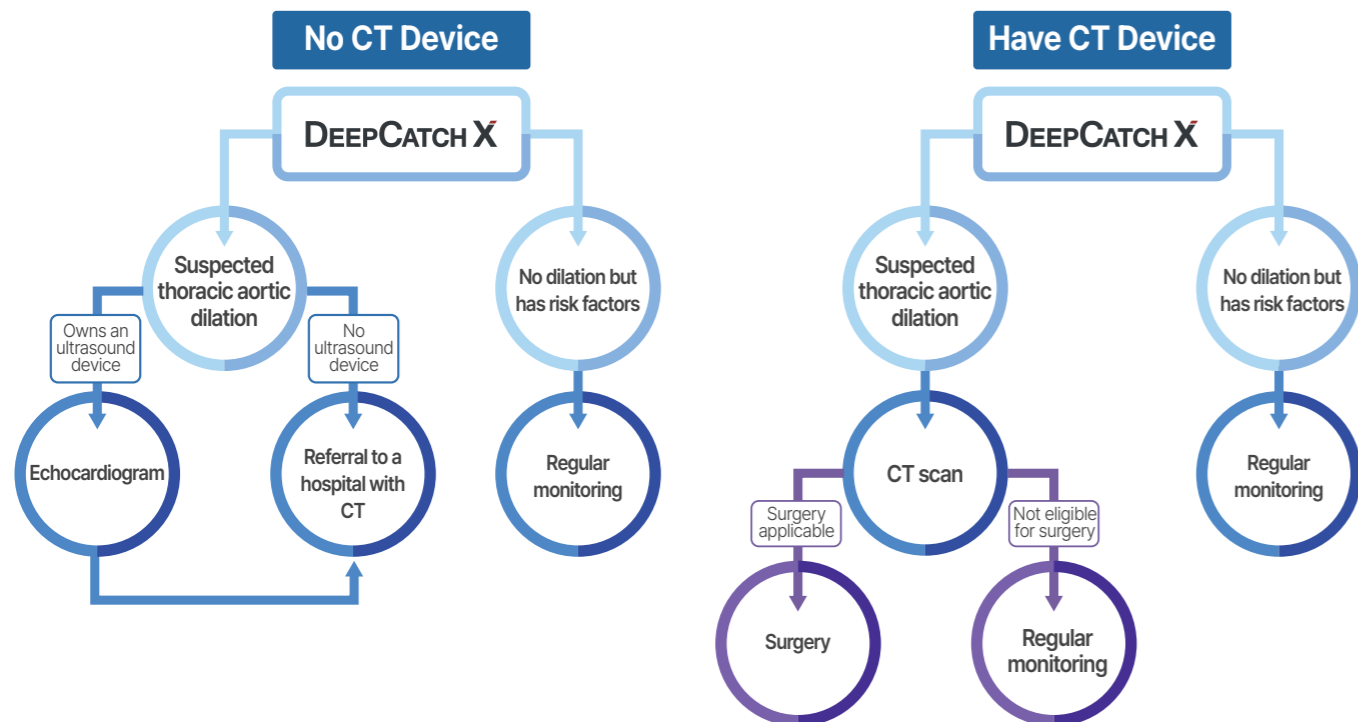 No CT Device
DEEPCATCH X
Suspected
thoracic aortic
dilation
No dilation but
has risk factors
Owns an
ultrasound
device
No
ultrasound
device
Echocardiogram
Referral to a
hospital with
CT
Regular
monitoring
Have CT Device
DEEPCATCH X
Suspected
thoracic aortic
dilation
No dilation but
has risk factors
CT scan
Regular
monitoring
Surgery
applicable
Not eligible
for surgery
Surgery
Regular
monitoring